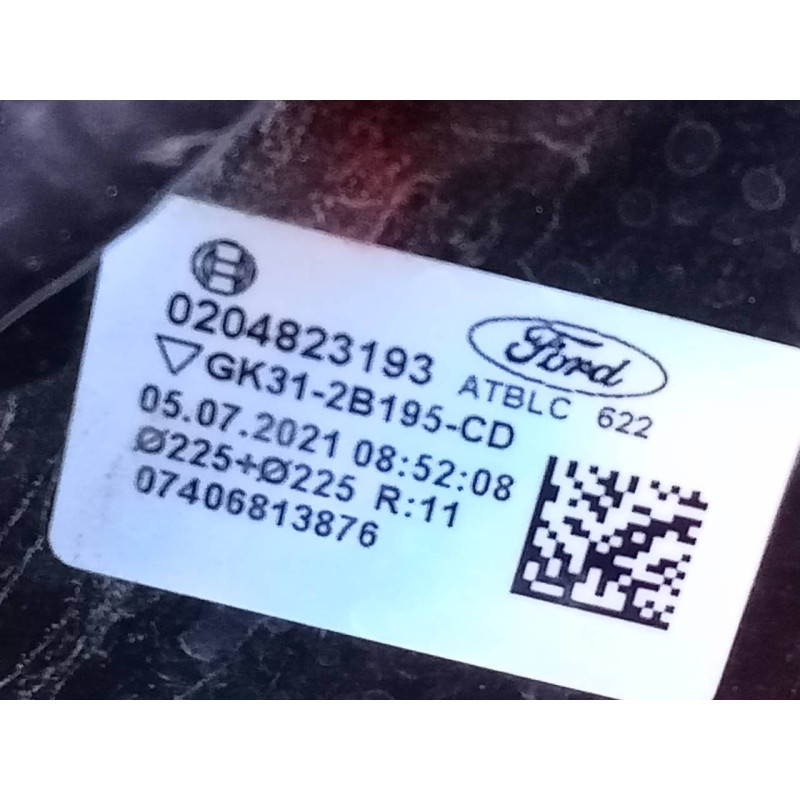 0204823193
Ford
▽GK31-2B195-CD
ATBLC 622
05.07.2021 08:52:08
Ø225+Ø225 R:11
07406813876